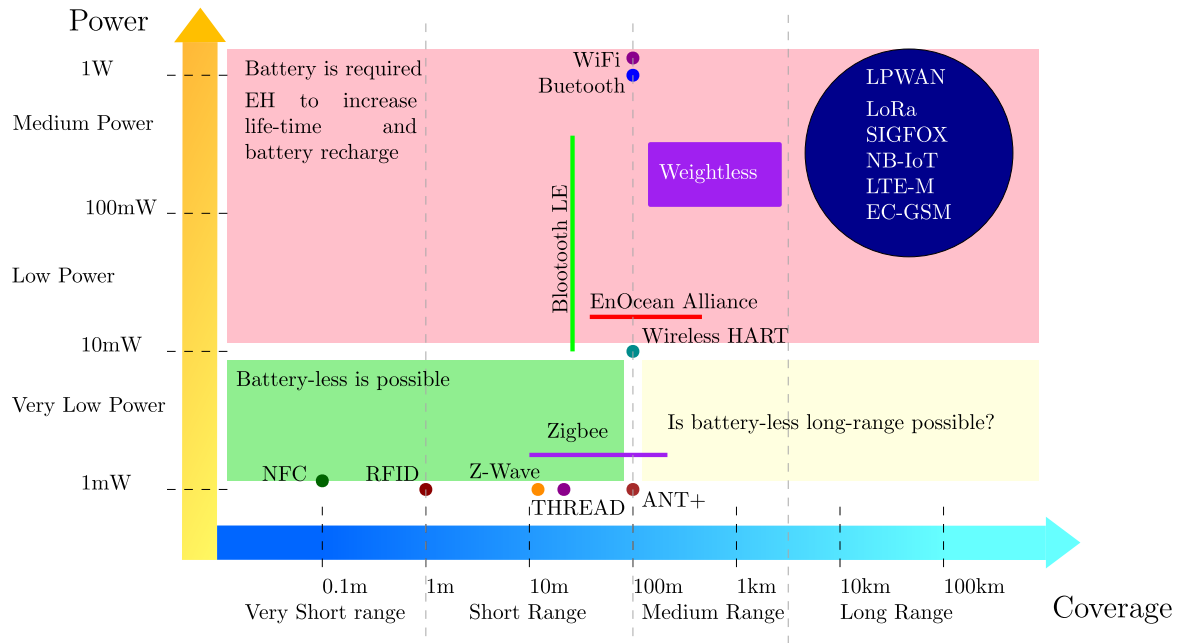 Power
1W
Battery is required
WiFi
Buetooth
EH to increase
life-time and
battery recharge
Medium Power
LPWAN
LoRa
SIGFOX
NB-IoT
LTE-M
EC-GSM
Weightless
100mW
Blootooth LE
Low Power
EnOcean Alliance
Wireless HART
10mW
Battery-less is possible
Very Low Power
Zigbee
Is battery-less long-range possible?
NFC
RFID
Z-Wave
1mW
THREAD
ANT+
0.1m
1m
10m
100m
1km
10km
100km
Very Short range
Short Range
Medium Range
Long Range
Coverage